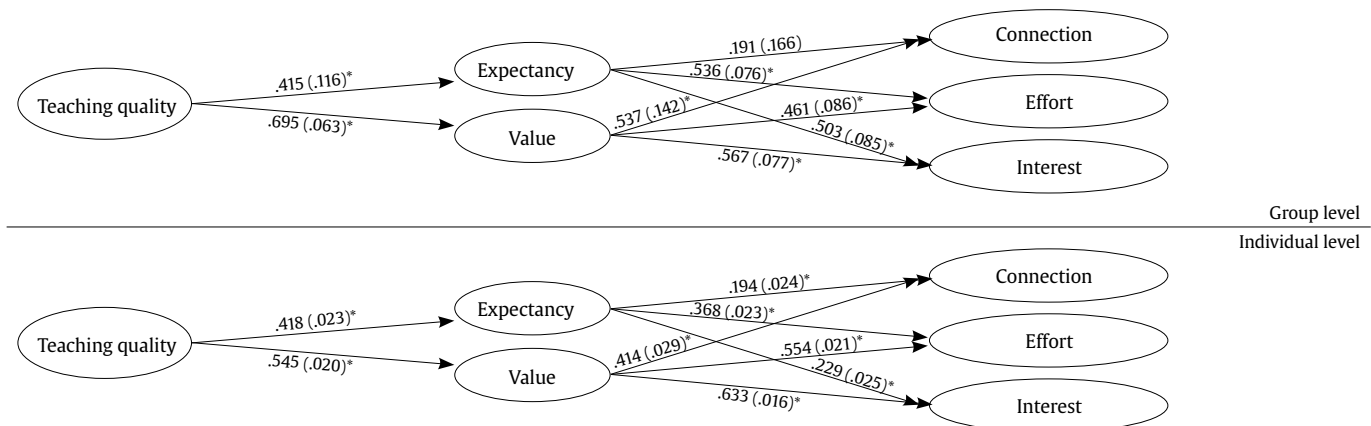 Connection
.191 (.166)
Expectancy
.536 (.076)*
.415 (.116)*
Teaching quality
Effort
.695 (.063)*
.537 (.142)*
.461 (.086)*
Value
.503 (.085)*
.567 (.077)*
Interest
Group level
Individual level
Connection
.194 (.024)*
Expectancy
.368 (.023)*
.418 (.023)*
Teaching quality
Effort
.545 (.020)*
.414 (.029)*
.554 (.021)*
Value
.229 (.025)*
.633 (.016)*
Interest